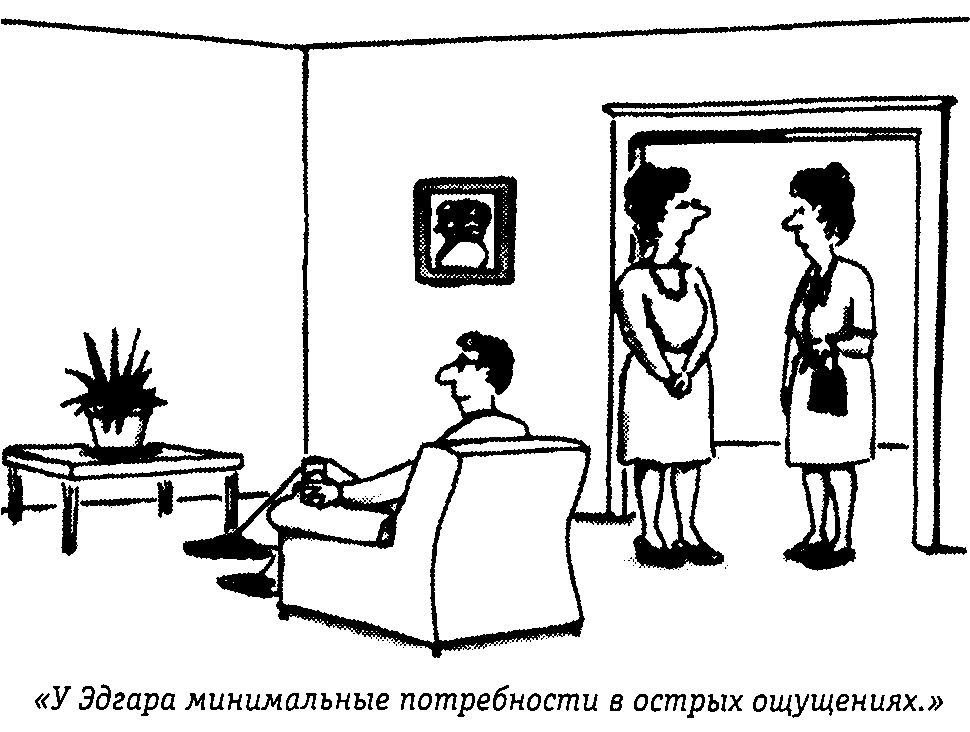 «У Эдгара минимальные потребности в острых ощущениях.»